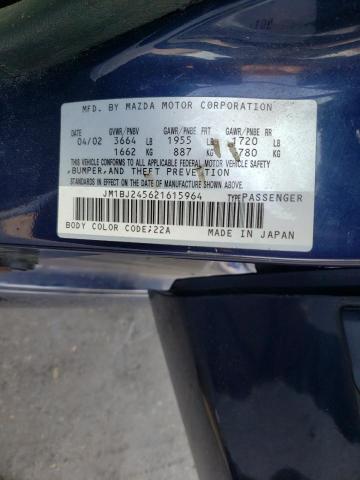 MFD. BY MAZDA MOTOR CORPORATION
GVWR/PNBV GAWR/PNBE FRT GAWR/PNBE RR
04/02 3664 LB 1955 LB 1720 LB
1662 KG 887 KG 780 KG
THIS VEHICLE CONFORMS TO ALL APPLICABLE FEDERAL MOTOR VEHICLE SAFETY,
BUMPER, AND THEFT PREVENTION
STANDARDS IN EFFECT ON THE DATE OF MANUFACTURE SHOWN ABOVE.
JM1BJ245621615964 TYPE:PASSENGER
BODY COLOR CODE:22A MADE IN JAPAN